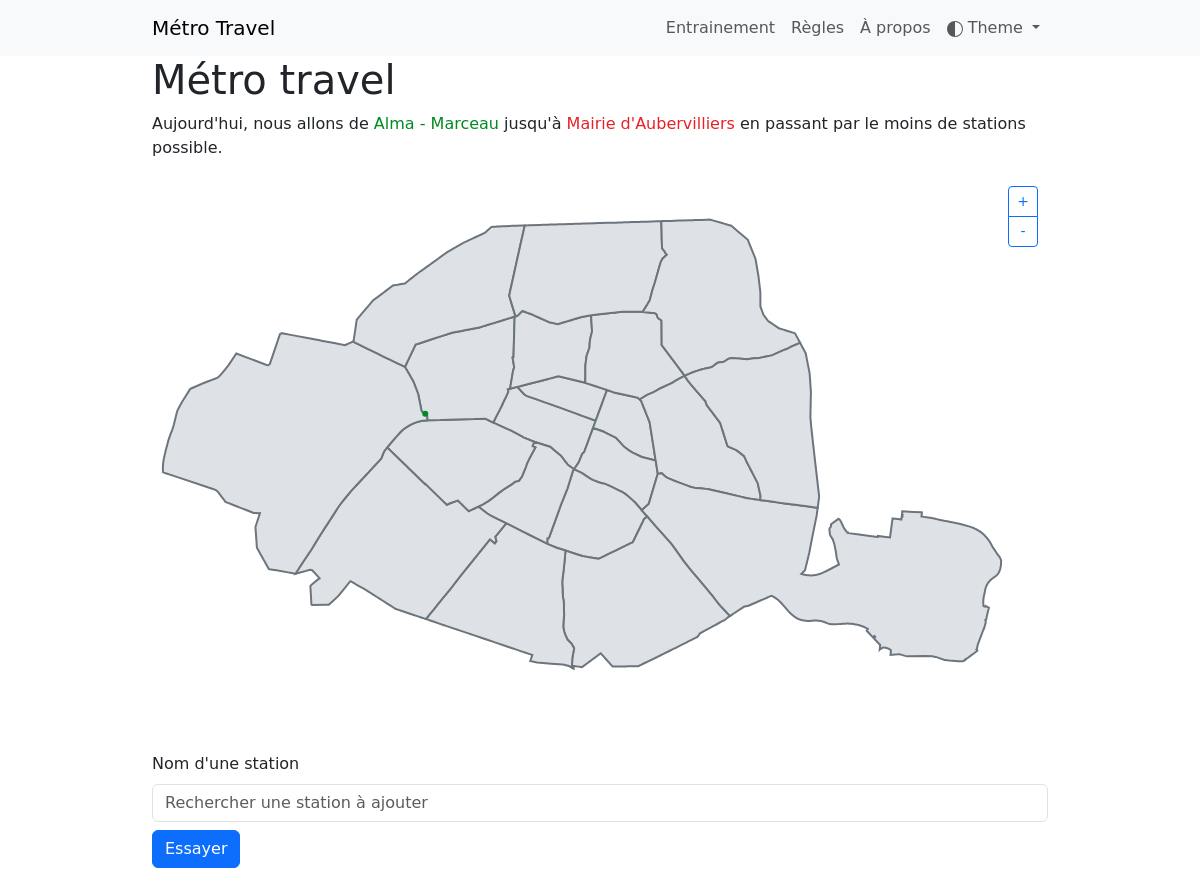 Métro Travel
Entrainement
Règles
À propos
Theme
Métro travel
Aujourd'hui, nous allons de Alma - Marceau jusqu'à Mairie d'Aubervilliers en passant par le moins de stations
possible.
+
-
Nom d'une station
Rechercher une station à ajouter
Essayer